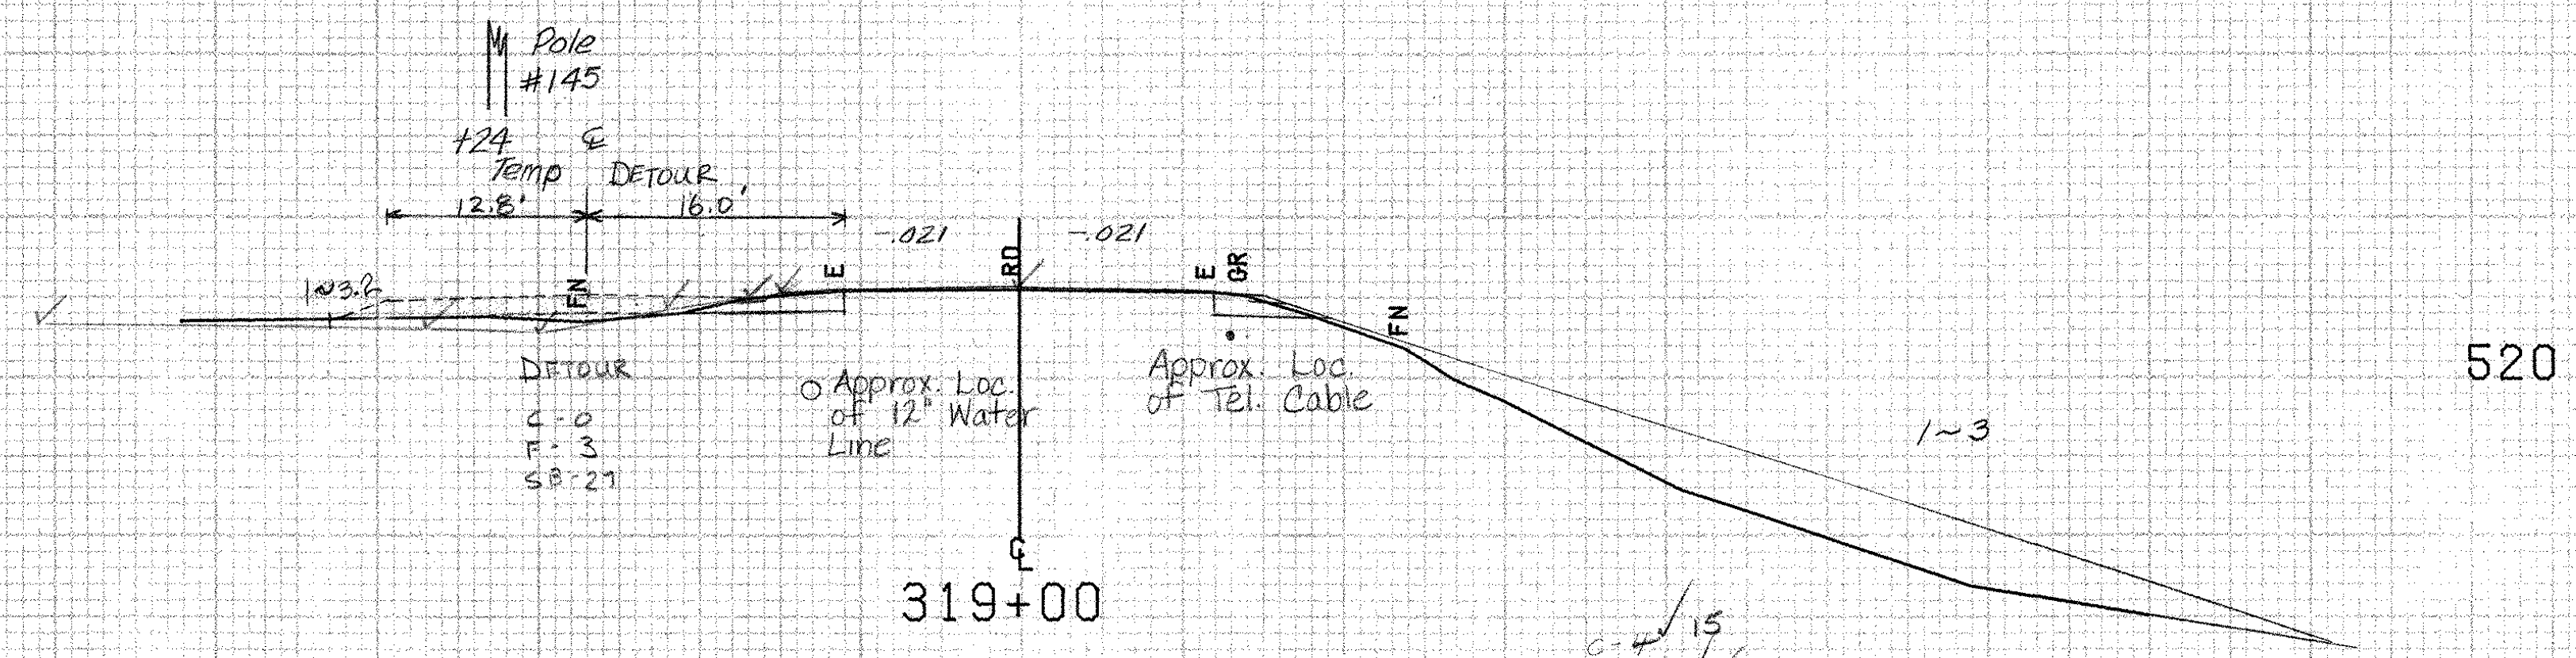 Pole
#145
+24 ℄
Temp DETOUR
12.8' 16.0'
-.021 -.021
1~3.2
FN
E
RD
E
GR
FN
DETOUR
C-0
F-3
SB-27
Approx. Loc.
of 12" Water
Line
Approx. Loc.
of Tel. Cable
520
1~3
℄
319+00
C-4
15